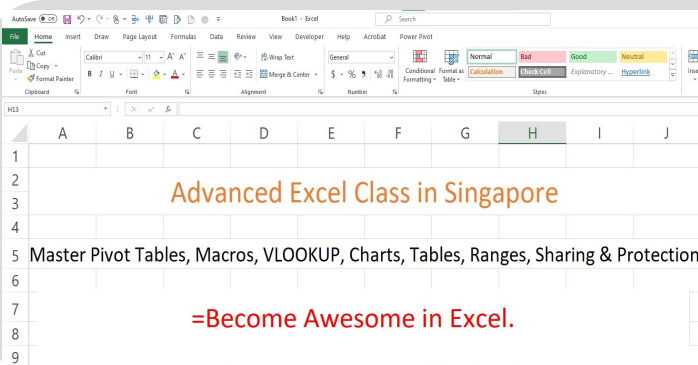 AutoSave Off Book1 - Excel Search
File Home Insert Draw Page Layout Formulas Data Review View Developer Help Acrobat Power Pivot
Cut
Copy
Format Painter
Paste
Calibri 11 A A
B I U A
Wrap Text
Merge & Center
General
$ % 9
Conditional Formatting
Format as Table
Normal Bad Good Neutral
Calculation Check Cell Explanatory ... Hyperlink
Inse
Clipboard Font Alignment Number Styles
H13 fx
A B C D E F G H I J
1
2
Advanced Excel Class in Singapore
3
4
5 Master Pivot Tables, Macros, VLOOKUP, Charts, Tables, Ranges, Sharing & Protection
6
7
=Become Awesome in Excel.
8
9